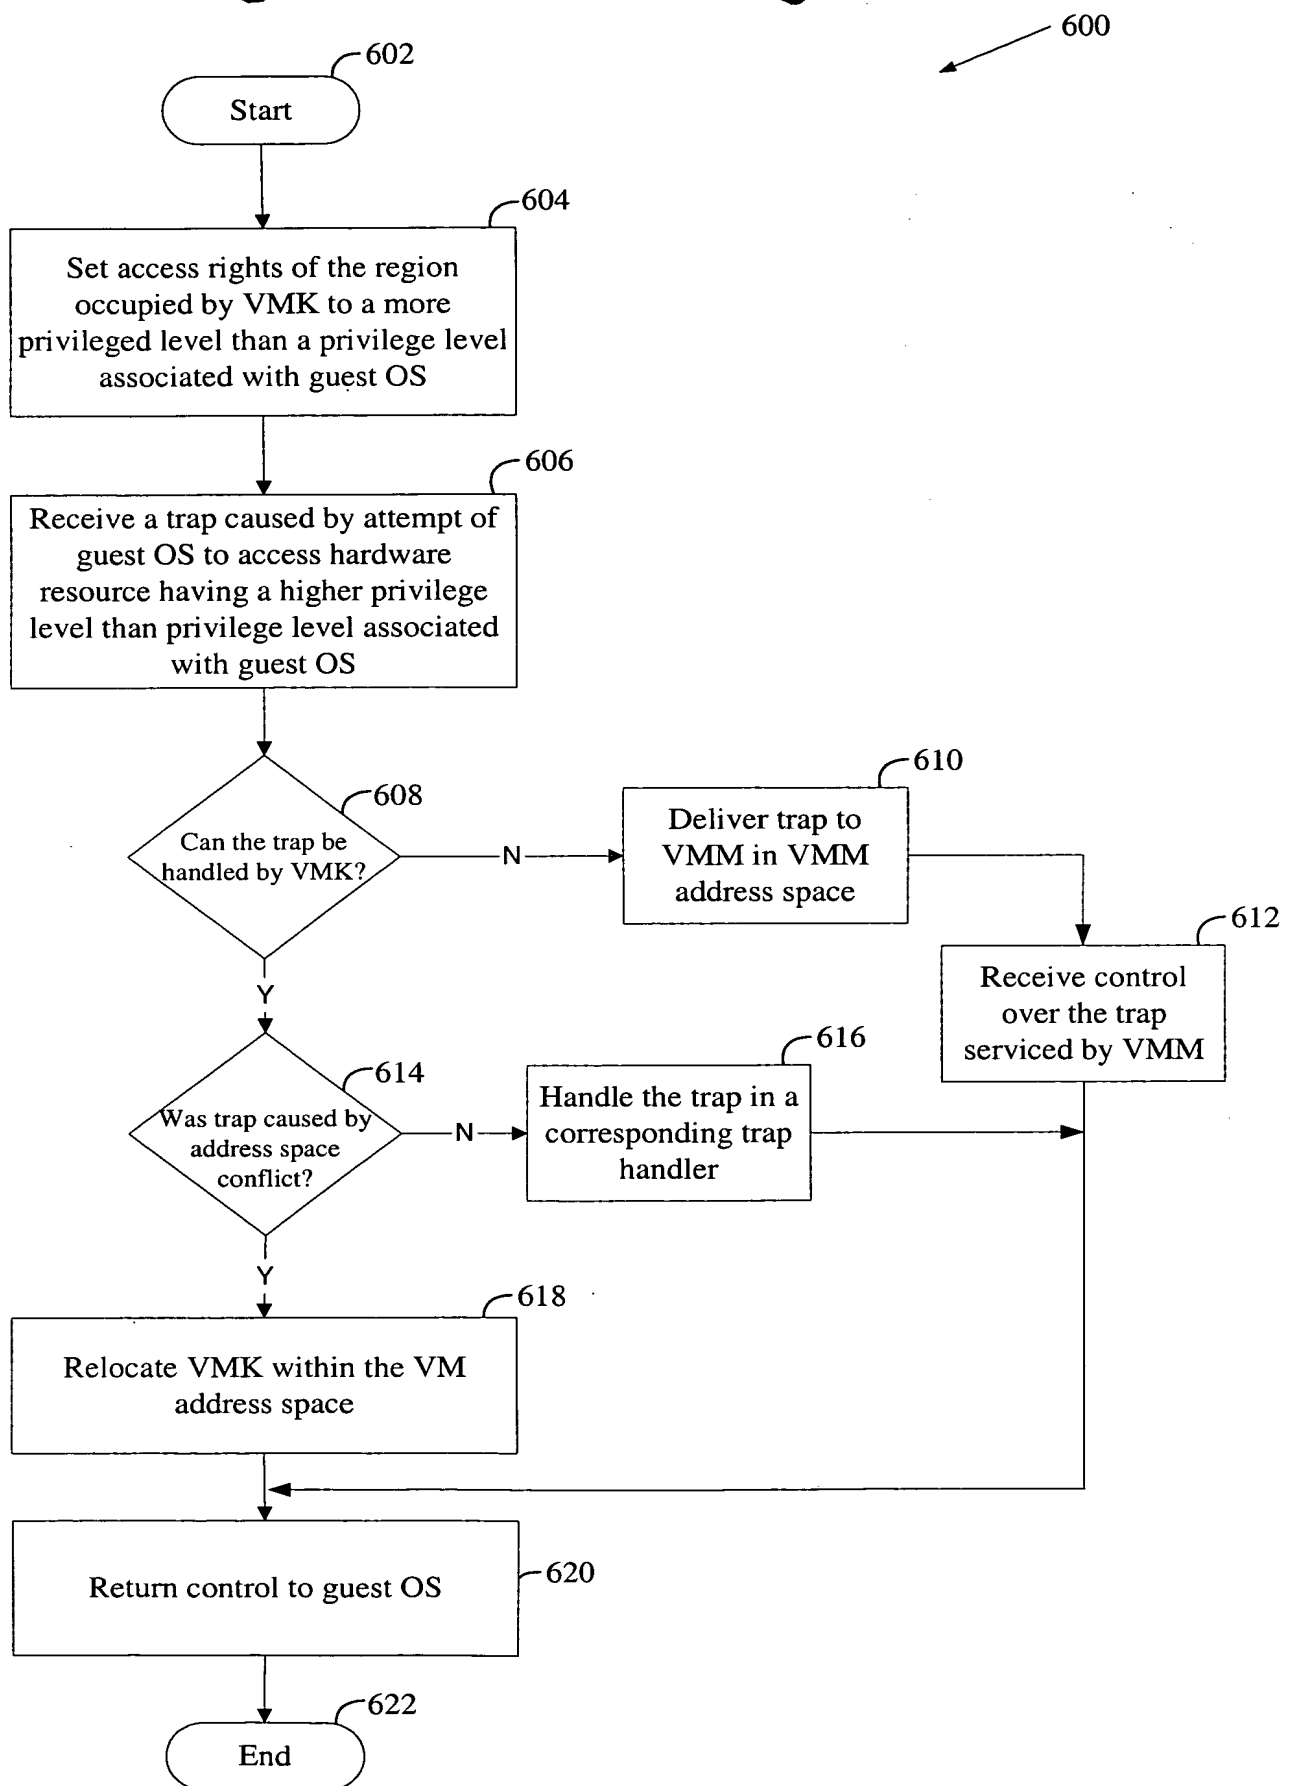 600
602
Start
604
Set access rights of the region
occupied by VMK to a more
privileged level than a privilege level
associated with guest OS
606
Receive a trap caused by attempt of
guest OS to access hardware
resource having a higher privilege
level than privilege level associated
with guest OS
608
Can the trap be
handled by VMK?
N
610
Deliver trap to
VMM in VMM
address space
612
Receive control
over the trap
serviced by VMM
Y
614
Was trap caused by
address space
conflict?
N
616
Handle the trap in a
corresponding trap
handler
Y
618
Relocate VMK within the VM
address space
620
Return control to guest OS
622
End